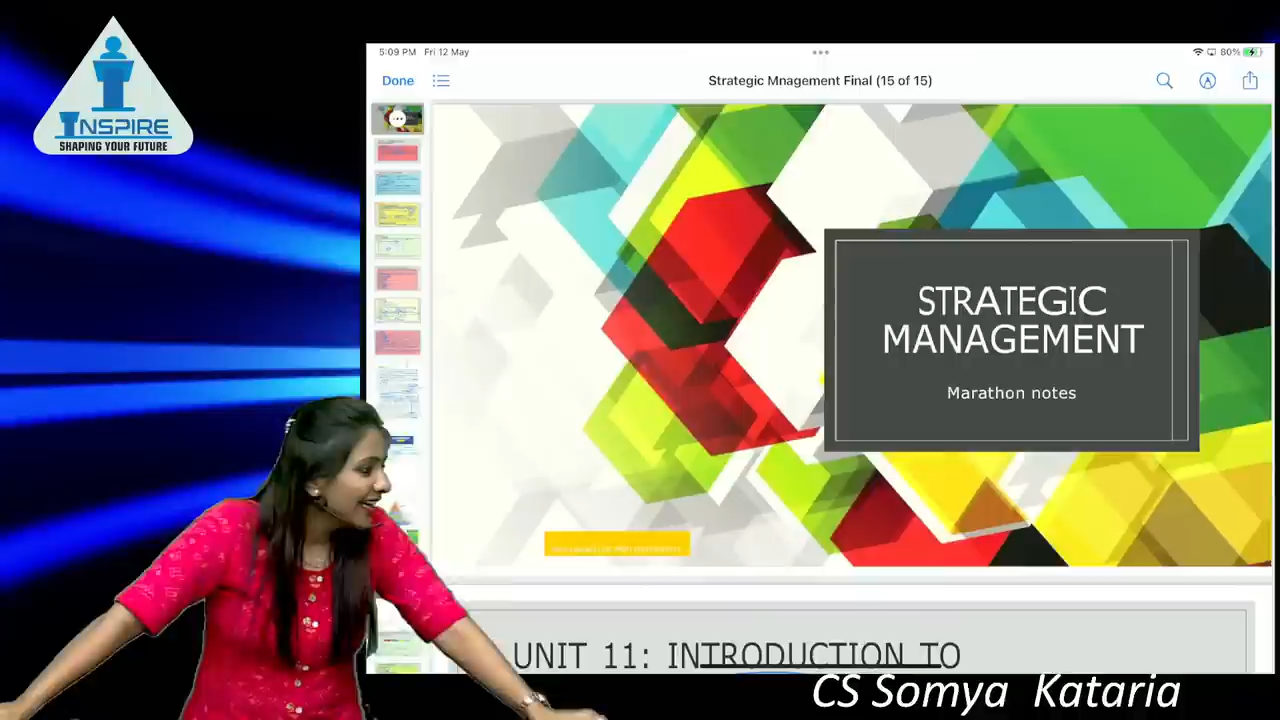 INSPIRE
SHAPING YOUR FUTURE
5:09 PM Fri 12 May
80%
Done
Strategic Mnagement Final (15 of 15)
STRATEGIC
MANAGEMENT
Marathon notes
UNIT 11: INTRODUCTION TO
CS Somya Kataria